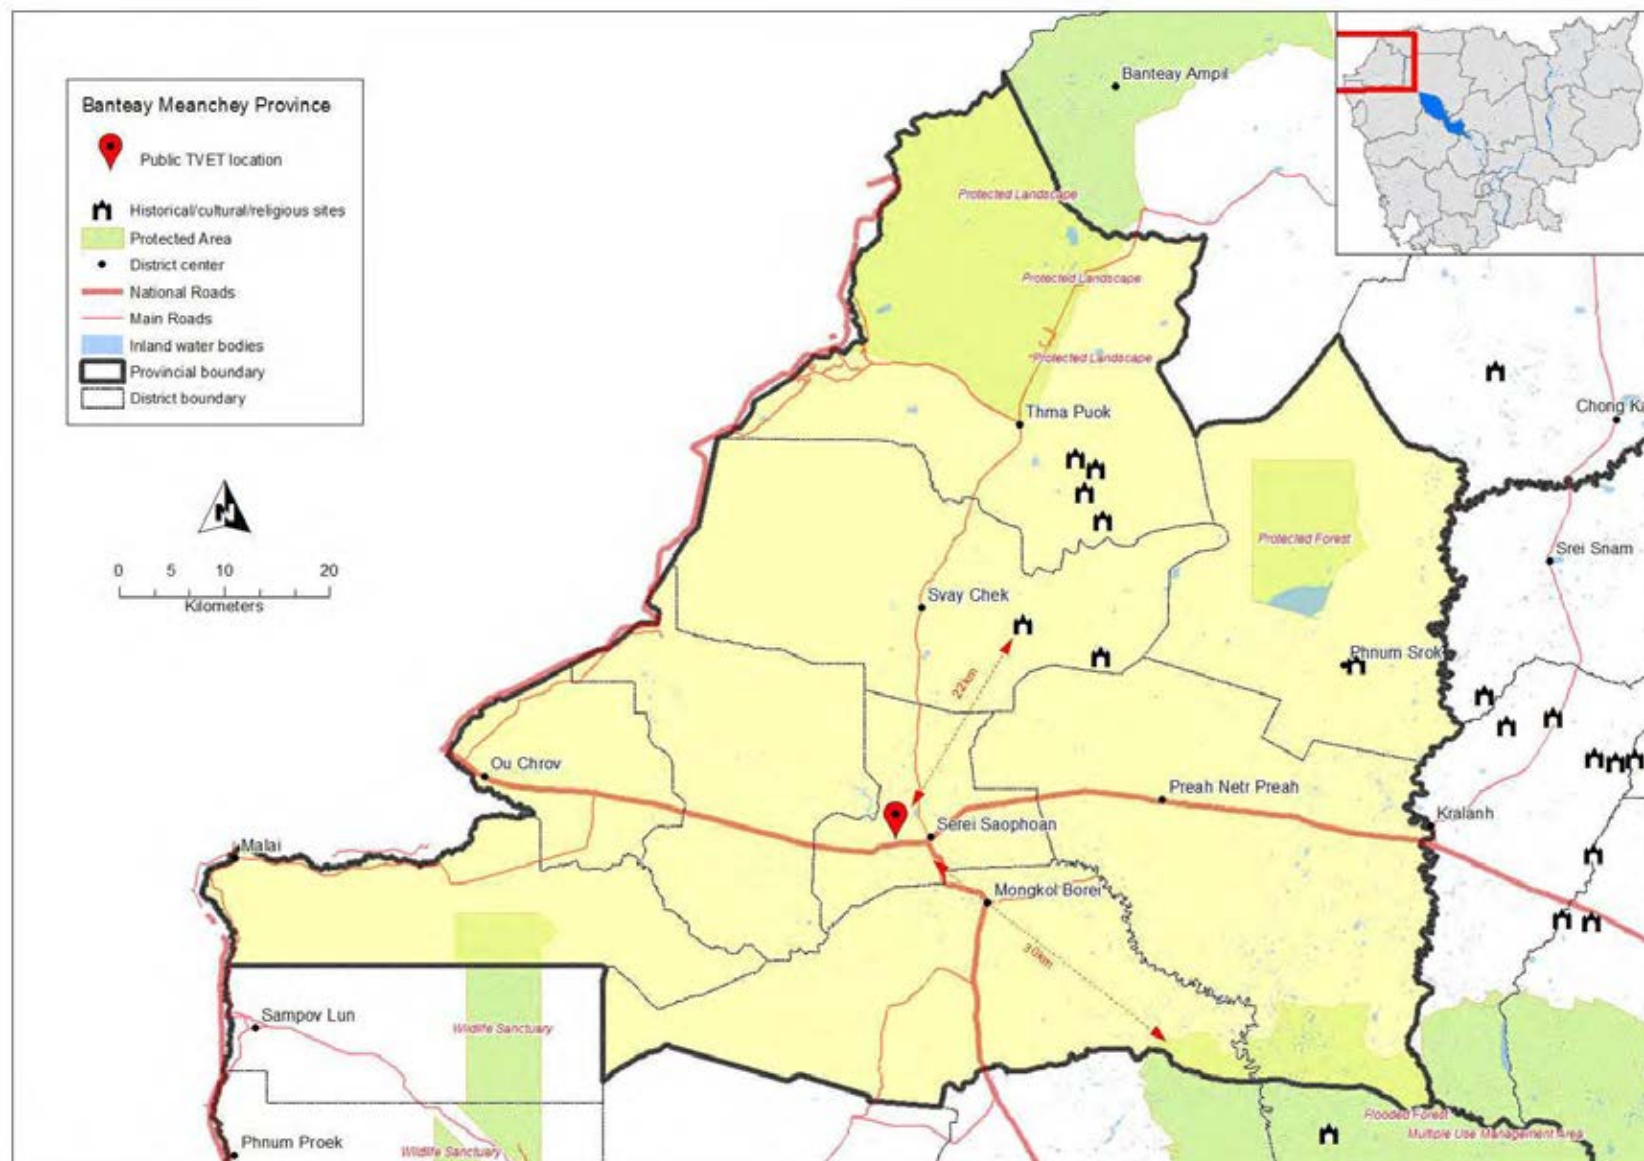 Banteay Meanchey Province
Public TVET location
Historical/cultural/religious sites
Protected Area
District center
National Roads
Main Roads
Inland water bodies
Provincial boundary
District boundary
N
0 5 10 20
Kilometers
Banteay Ampil
Protected Landscape
Protected Landscape
Protected Landscape
Thma Puok
Chong Ka
Protected Forest
Srei Snam
Svay Chek
Phnum Srok
22km
Ou Chrov
Preah Netr Preah
Serei Saophoan
Kralanh
Malai
Mongkol Borei
30km
Sampov Lun
Wildlife Sanctuary
Flooded Forest
Multiple Use Management Area
Phnum Proek
Wildlife Sanctuary